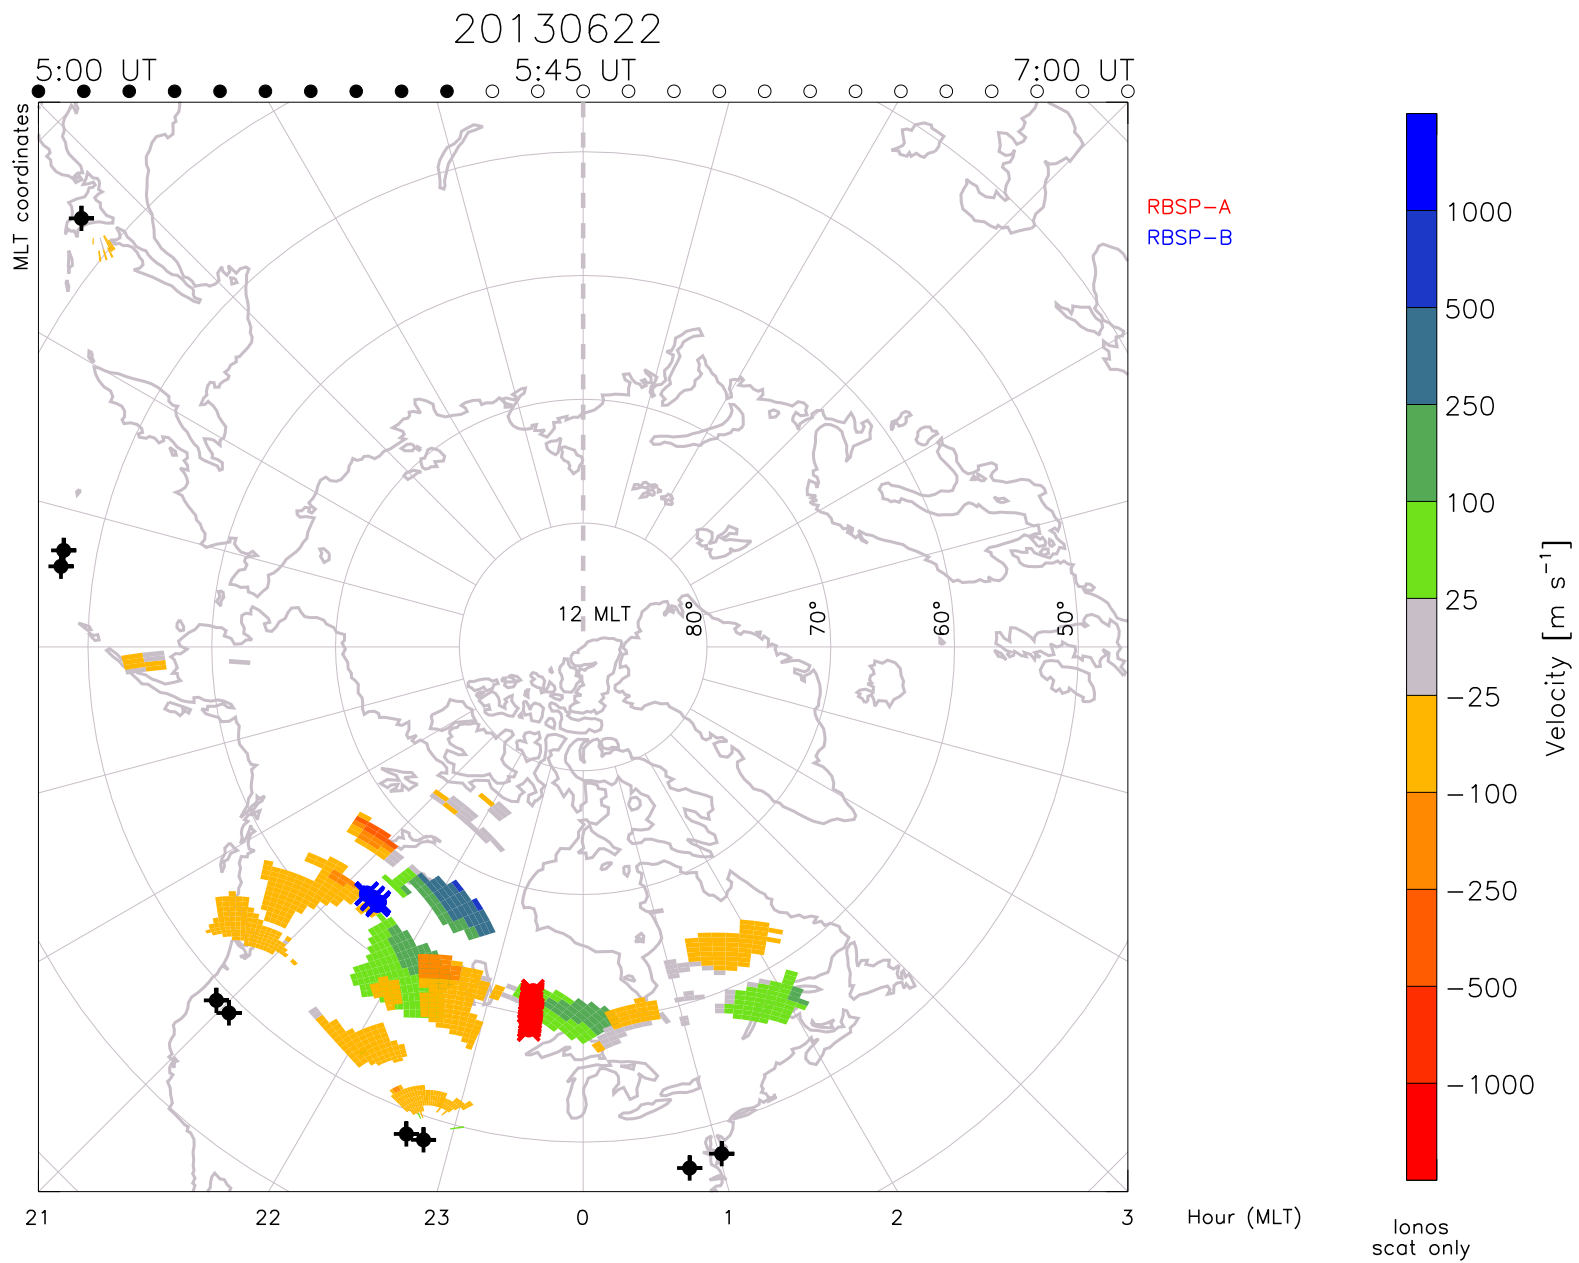 20130622
5:00 UT 5:45 UT 7:00 UT
MLT coordinates
RBSP-A
RBSP-B
1000
500
250
100
25
-25
-100
-250
-500
-1000
Velocity [m s⁻¹]
12 MLT
80° 70° 60° 50°
21 22 23 0 1 2 3 Hour (MLT)
Ionos
scat only